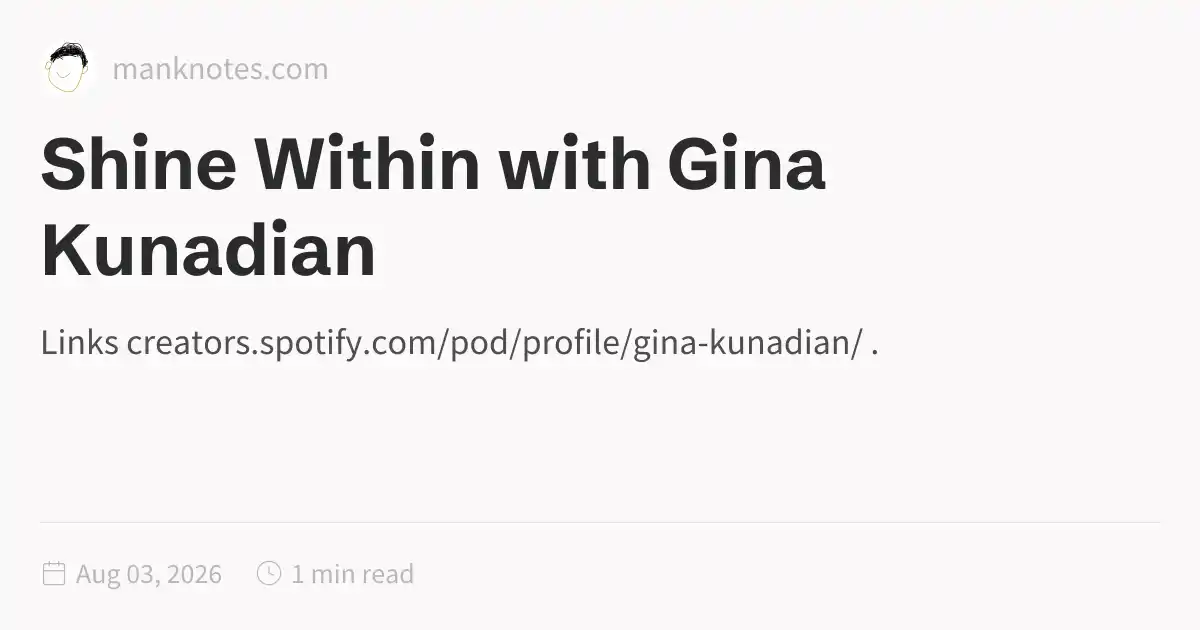 manknotes.com
Shine Within with Gina
Kunadian
Links creators.spotify.com/pod/profile/gina-kunadian/ .
Aug 03, 2026 1 min read